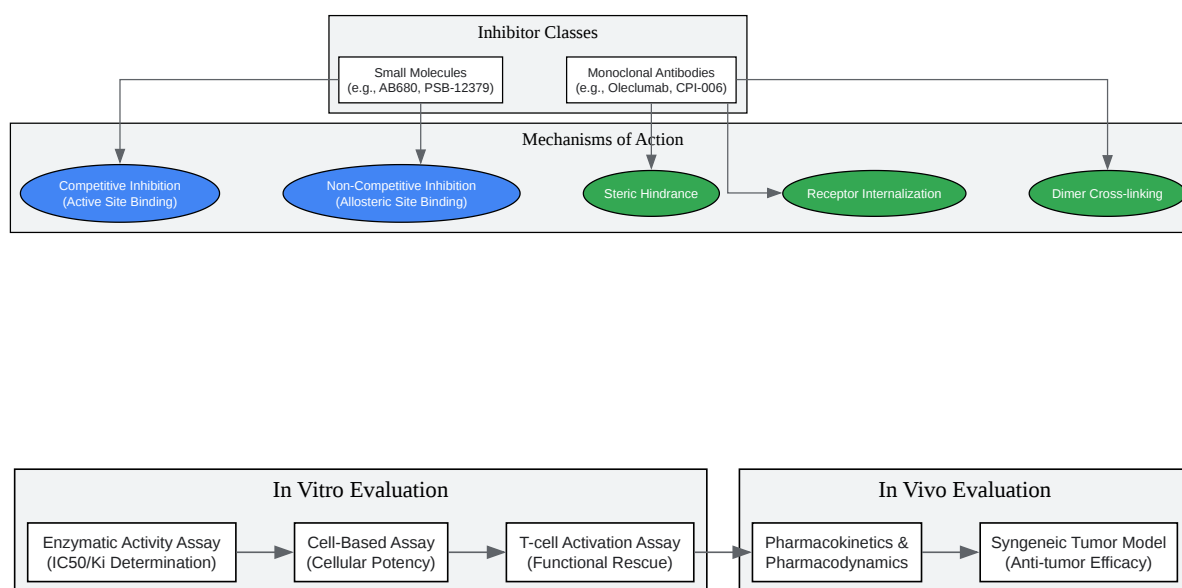 Inhibitor Classes
Small Molecules
(e.g., AB680, PSB-12379)
Monoclonal Antibodies
(e.g., Oleclumab, CPI-006)
Mechanisms of Action
Competitive Inhibition
(Active Site Binding)
Non-Competitive Inhibition
(Allosteric Site Binding)
Steric Hindrance
Receptor Internalization
Dimer Cross-linking
In Vitro Evaluation
Enzymatic Activity Assay
(IC50/Ki Determination)
Cell-Based Assay
(Cellular Potency)
T-cell Activation Assay
(Functional Rescue)
In Vivo Evaluation
Pharmacokinetics &
Pharmacodynamics
Syngeneic Tumor Model
(Anti-tumor Efficacy)